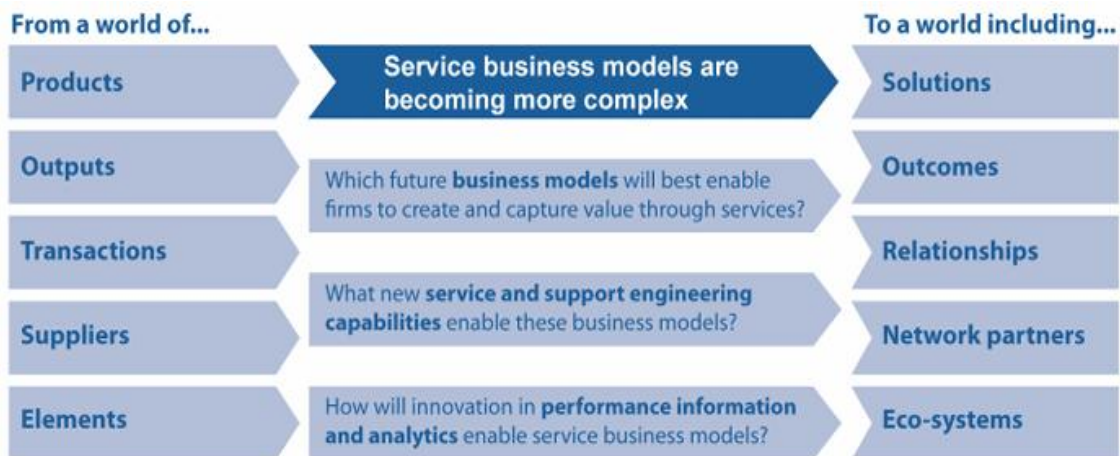 From a world of...
To a world including...
Products
Service business models are
becoming more complex
Solutions
Outputs
Which future business models will best enable
firms to create and capture value through services?
Outcomes
Transactions
Relationships
What new service and support engineering
capabilities enable these business models?
Suppliers
Network partners
Elements
How will innovation in performance information
and analytics enable service business models?
Eco-systems